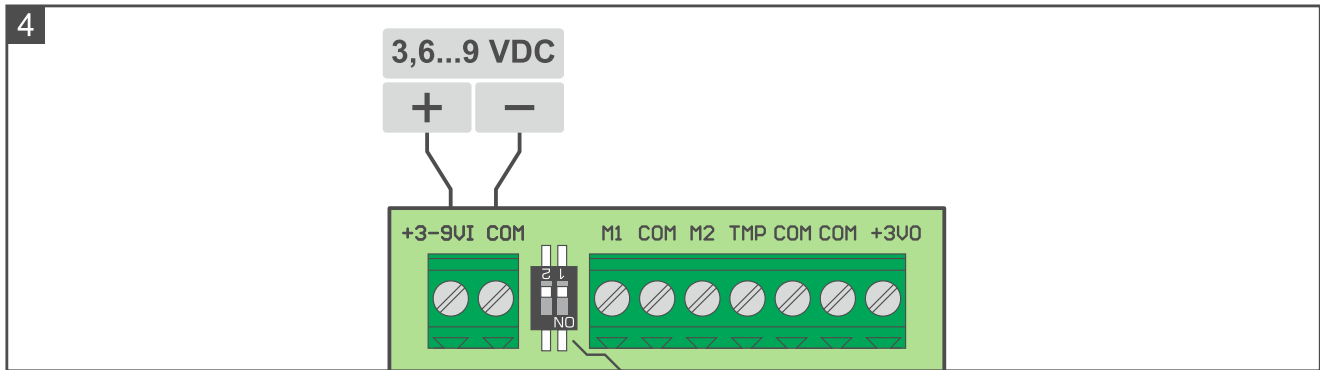 4
3,6...9 VDC
+ −
+3-9VI COM M1 COM M2 TMP COM COM +3VO
1 2
ON